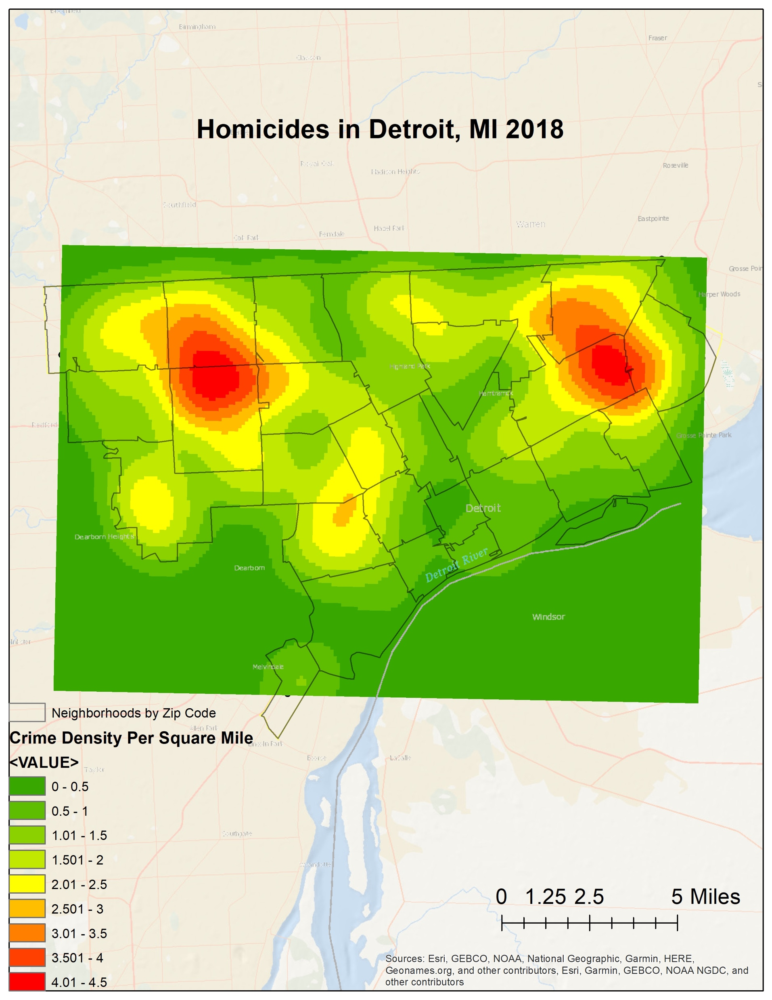 Birmingham
Fraser
Clawson
Homicides in Detroit, MI 2018
Royal Oak
Madison Heights
Roseville
Southfield
Eastpointe
Warren
Hazel Park
Ferndale
Oak Park
Grosse Poin
Harper Woods
Highland Park
Hamtramck
Redford
Grosse Pointe Park
Detroit
Dearborn Heights
Detroit River
Dearborn
Windsor
Inkster
Melvindale
Neighborhoods by Zip Code
Allen Park
Crime Density Per Square Mile
Lincoln Park
Ecorse
LaSalle
<VALUE>
Taylor
0 - 0.5
0.5 - 1
1.01 - 1.5
Southgate
1.501 - 2
Wyandotte
2.01 - 2.5
2.501 - 3
3.01 - 3.5
3.501 - 4
4.01 - 4.5
0 1.25 2.5 5 Miles
Sources: Esri, GEBCO, NOAA, National Geographic, Garmin, HERE,
Geonames.org, and other contributors, Esri, Garmin, GEBCO, NOAA NGDC, and
other contributors